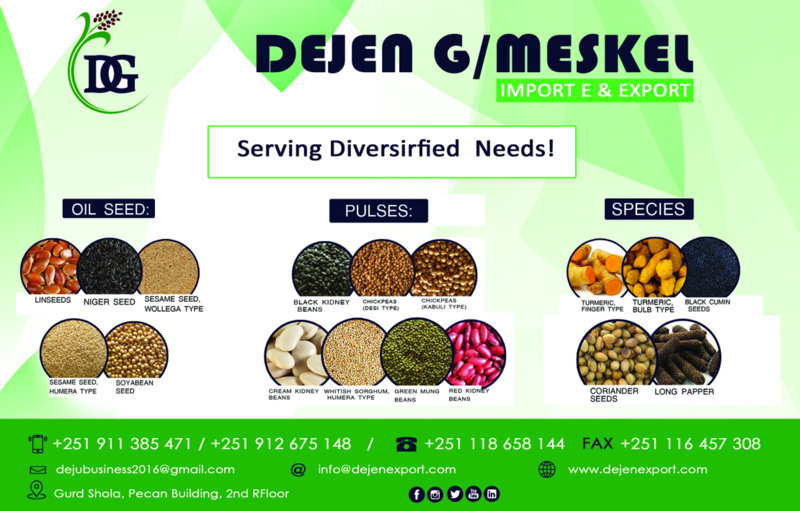 DG
DEJEN G/MESKEL
IMPORT E & EXPORT
Serving Diversirfied Needs!
OIL SEED:
LINSEEDS
NIGER SEED
SESAME SEED,
WOLLEGA TYPE
SESAME SEED,
HUMERA TYPE
SOYABEAN
SEED
PULSES:
BLACK KIDNEY
BEANS
CHICKPEAS
(DESI TYPE)
CHICKPEAS
(KABULI TYPE)
CREAM KIDNEY
BEANS
WHITISH SORGHUM,
HUMERA TYPE
GREEN MUNG
BEANS
RED KIDNEY
BEANS
SPECIES
TURMERIC,
FINGER TYPE
TURMERIC,
BULB TYPE
BLACK CUMIN
SEEDS
CORIANDER
SEEDS
LONG PAPPER
+251 911 385 471 / +251 912 675 148 / +251 118 658 144 FAX +251 116 457 308
dejubusiness2016@gmail.com @ info@dejenexport.com www.dejenexport.com
Gurd Shola, Pecan Building, 2nd RFloor